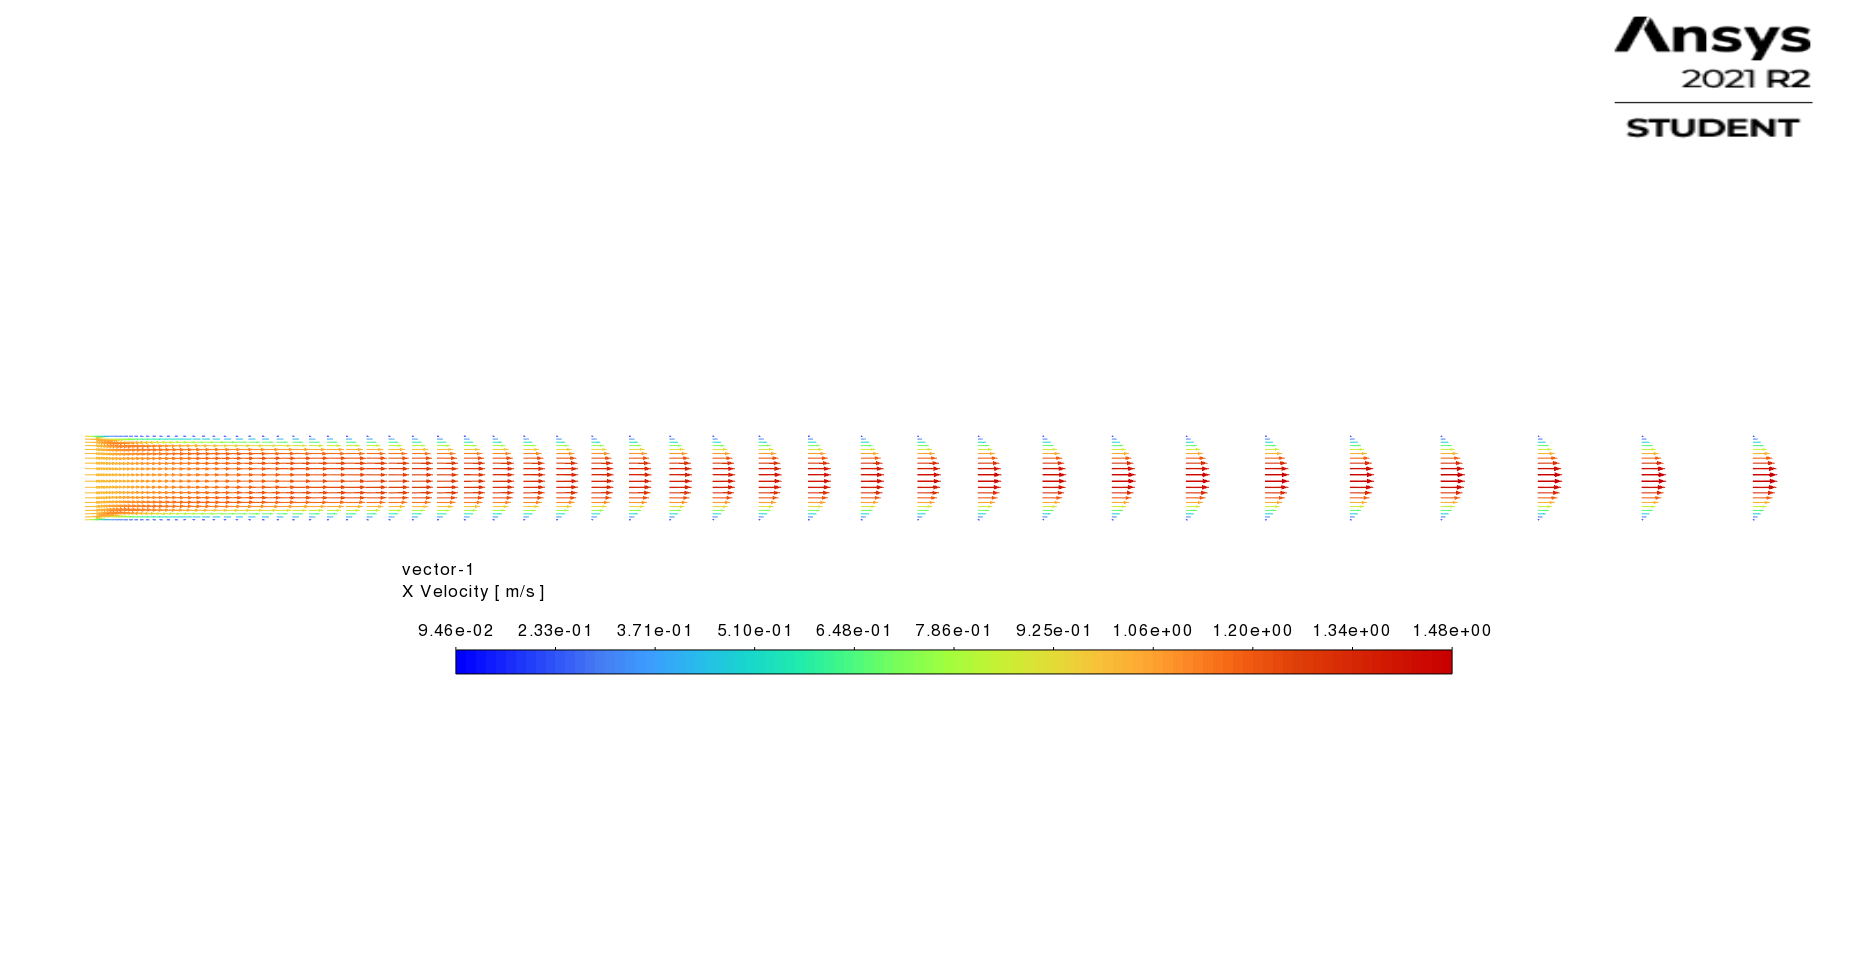 Ansys
2021 R2
STUDENT
vector-1
X Velocity [ m/s ]
9.46e-02 2.33e-01 3.71e-01 5.10e-01 6.48e-01 7.86e-01 9.25e-01 1.06e+00 1.20e+00 1.34e+00 1.48e+00